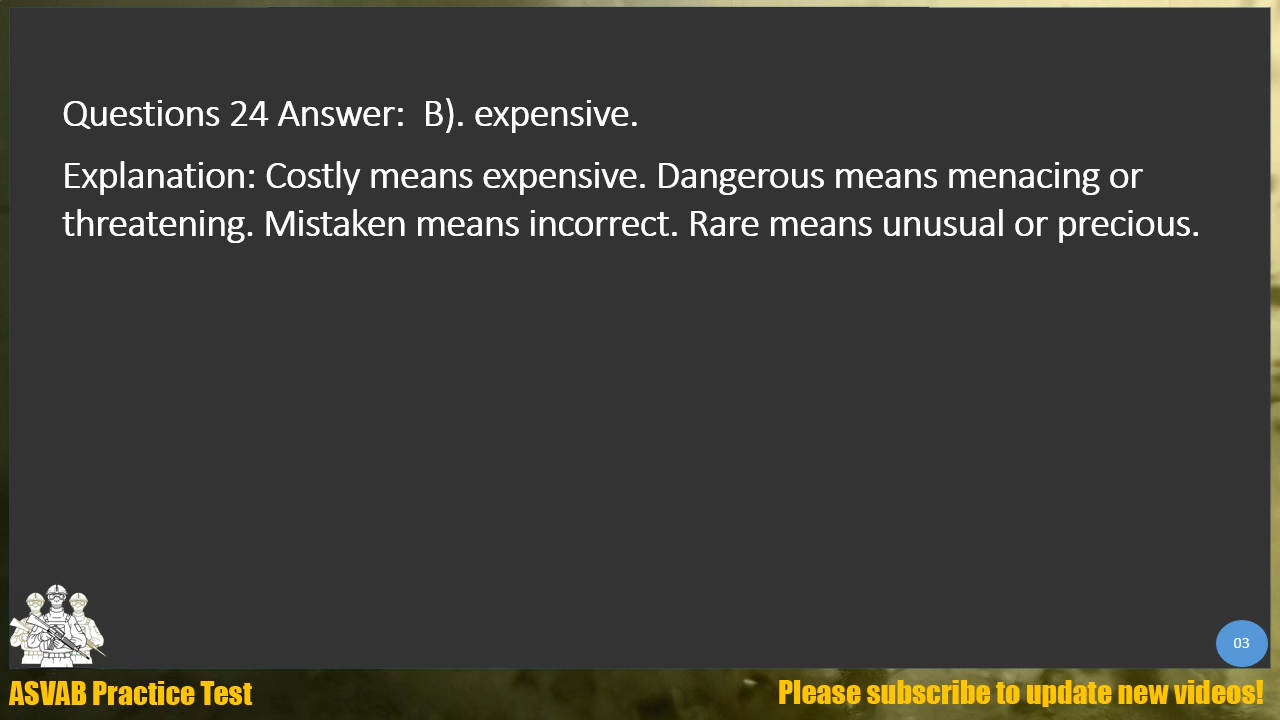 Questions 24 Answer:  B). expensive.
Explanation: Costly means expensive. Dangerous means menacing or
threatening. Mistaken means incorrect. Rare means unusual or precious.
03
ASVAB Practice Test
Please subscribe to update new videos!